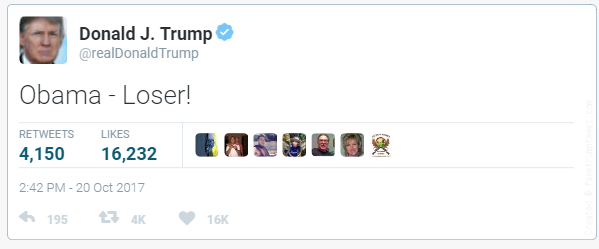 Donald J. Trump
@realDonaldTrump
Obama - Loser!
RETWEETS LIKES
4,150 16,232
2:42 PM - 20 Oct 2017
195 4K 16K